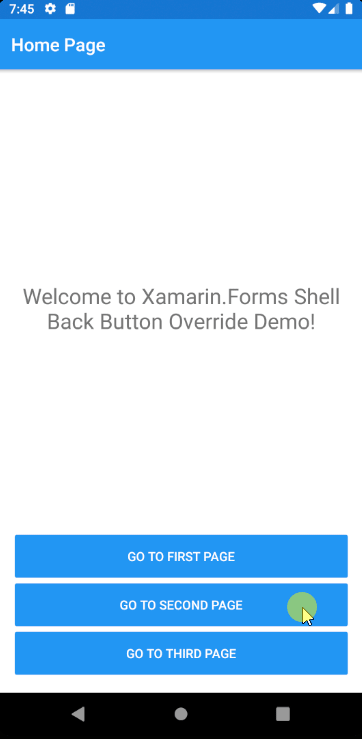 7:45
Home Page
Welcome to Xamarin.Forms Shell
Back Button Override Demo!
GO TO FIRST PAGE
GO TO SECOND PAGE
GO TO THIRD PAGE